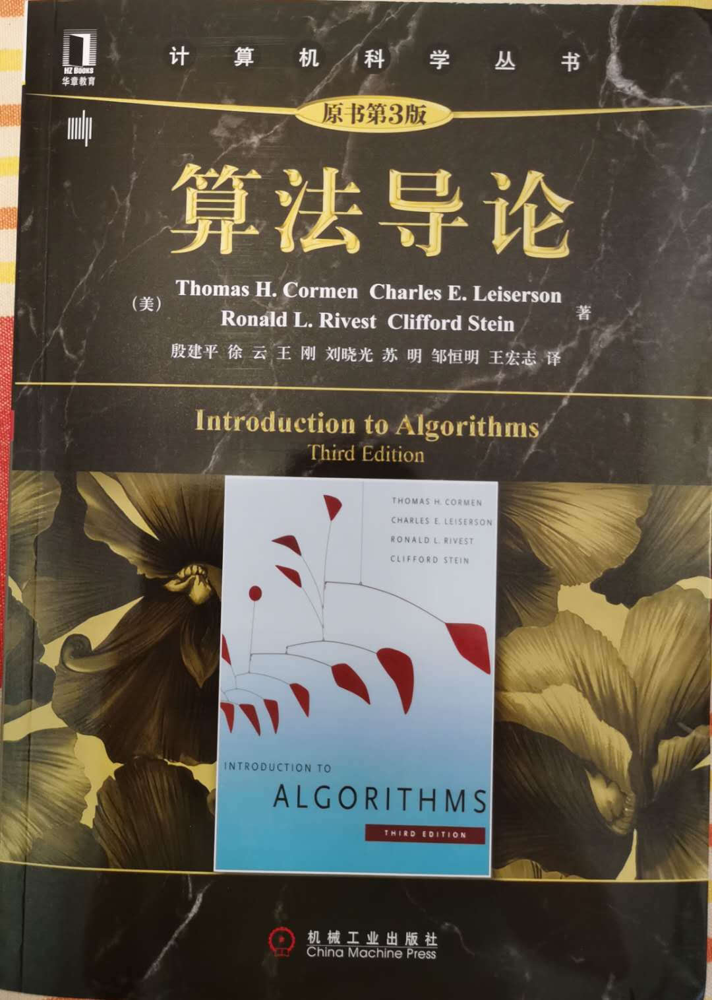 HZ BOOKS
华章教育
计算机科学丛书
原书第3版
算法导论
(美) Thomas H. Cormen Charles E. Leiserson
Ronald L. Rivest Clifford Stein 著
殷建平 徐云 王刚 刘晓光 苏明 邹恒明 王宏志 译
Introduction to Algorithms
Third Edition
THOMAS H. CORMEN
CHARLES E. LEISERSON
RONALD L. RIVEST
CLIFFORD STEIN
INTRODUCTION TO
ALGORITHMS
THIRD EDITION
机械工业出版社
China Machine Press